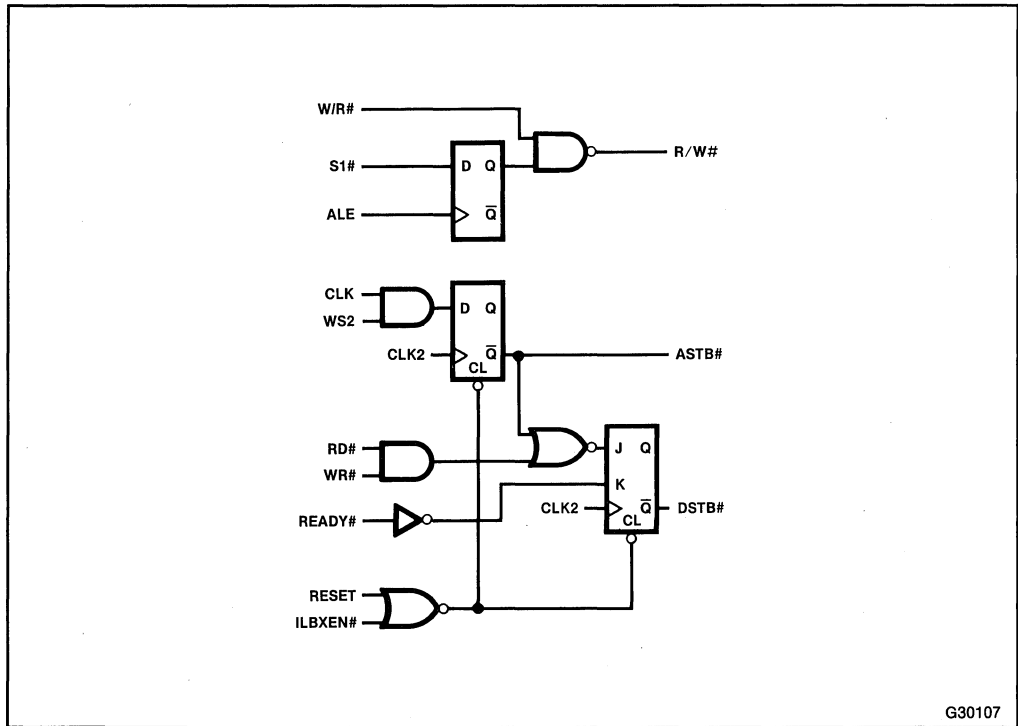 W/R#
S1#
D Q
R/W#
ALE
Q̅
CLK
WS2
D Q
CLK2
Q̅
CL
ASTB#
RD#
WR#
J Q
K
READY#
CLK2
Q̅
CL
DSTB#
RESET
ILBXEN#
G30107